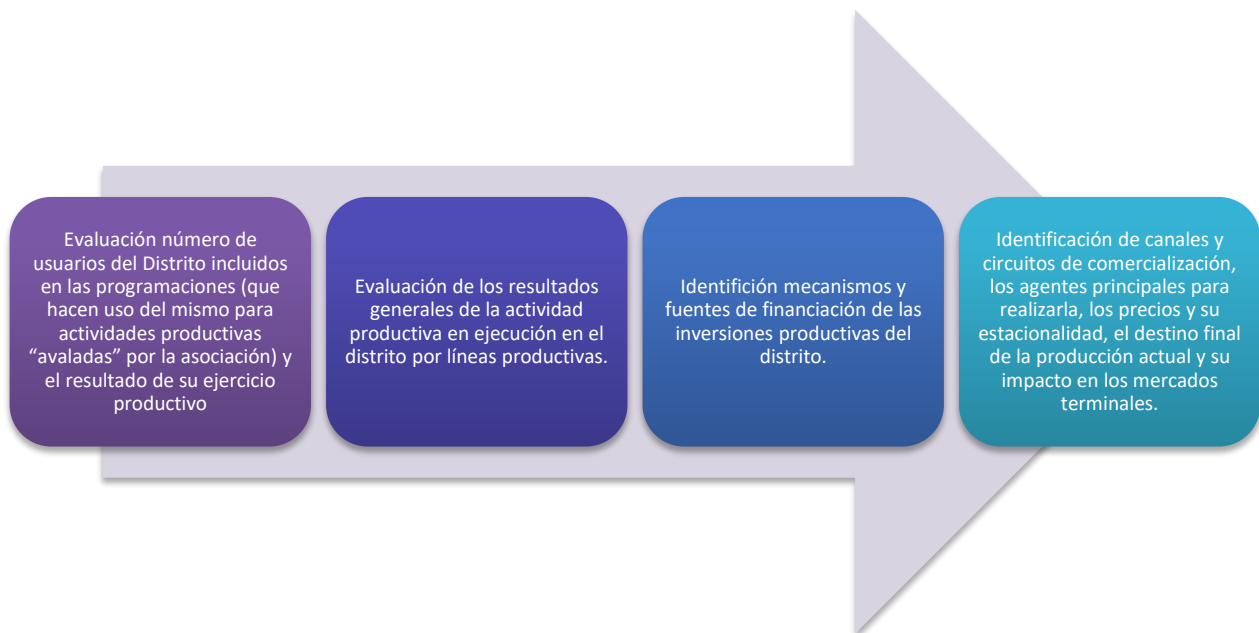 Evaluación número de
usuarios del Distrito incluidos
en las programaciones (que
hacen uso del mismo para
actividades productivas
“avaladas” por la asociación) y
el resultado de su ejercicio
productivo
Evaluación de los resultados
generales de la actividad
productiva en ejecución en el
distrito por líneas productivas.
Identifición mecanismos y
fuentes de financiación de las
inversiones productivas del
distrito.
Identificación de canales y
circuitos de comercialización,
los agentes principales para
realizarla, los precios y su
estacionalidad, el destino final
de la producción actual y su
impacto en los mercados
terminales.